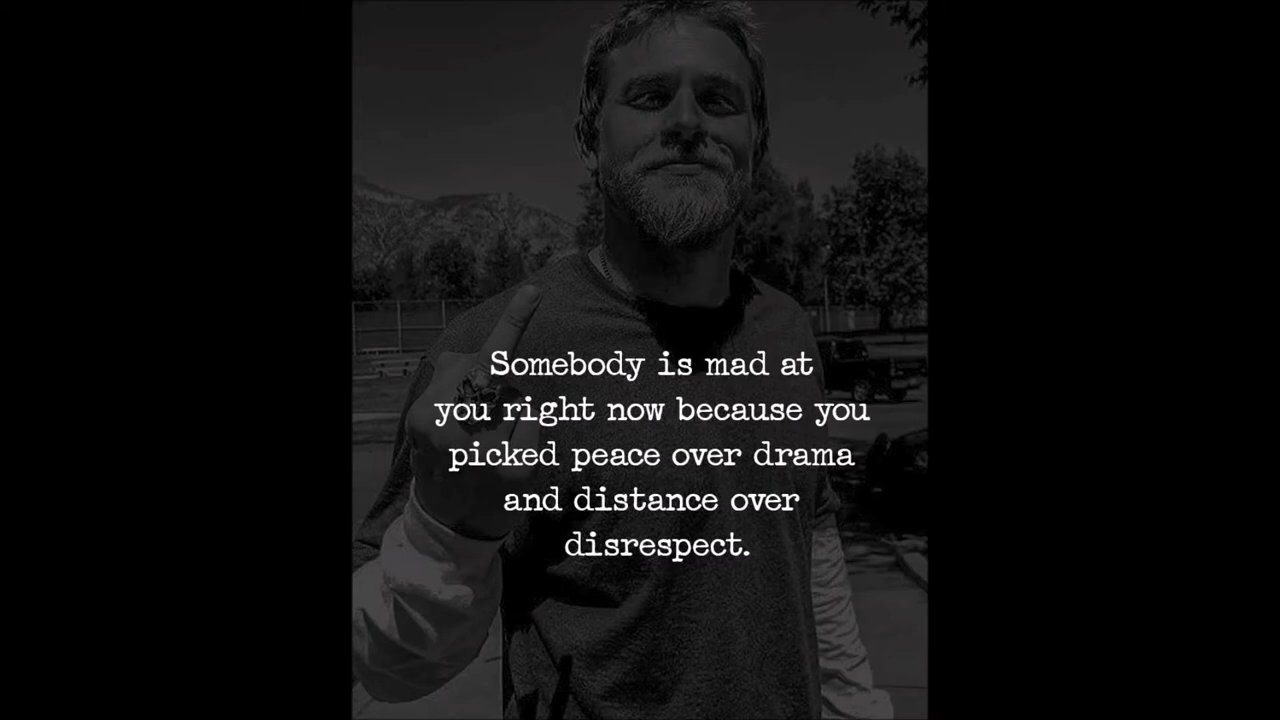 Somebody is mad at
you right now because you
picked peace over drama
and distance over
disrespect.